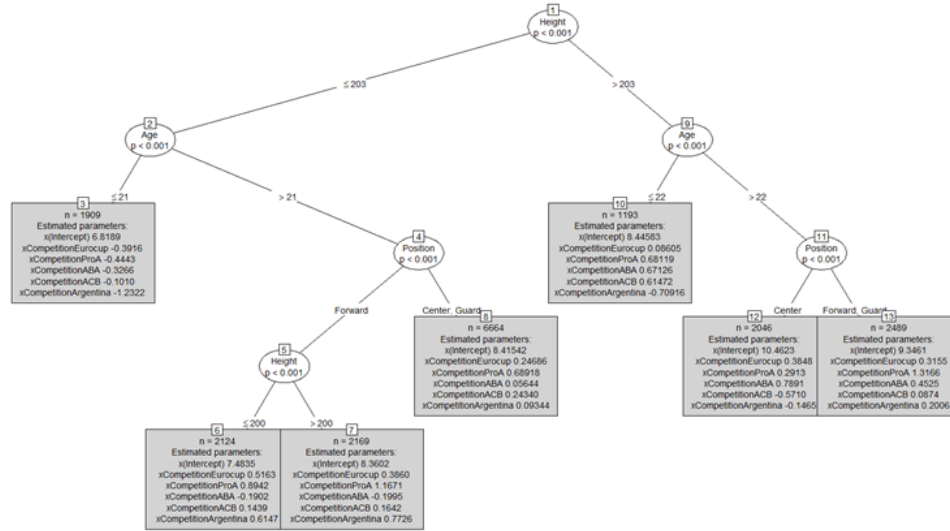 1
Height
p < 0.001
≤203
> 203
2
Age
p < 0.001
9
Age
p < 0.001
≤21
> 21
≤22
> 22
3
n = 1909
Estimated parameters:
x(Intercept) 6.8189
xCompetitionEurocup -0.3916
xCompetitionProA -0.4443
xCompetitionABA -0.3266
xCompetitionACB -0.1010
xCompetitionArgentina -1.2322
4
Position
p < 0.001
10
n = 1193
Estimated parameters:
x(Intercept) 8.44583
xCompetitionEurocup 0.08605
xCompetitionProA 0.68119
xCompetitionABA 0.67126
xCompetitionACB 0.61472
xCompetitionArgentina -0.70916
11
Position
p < 0.001
Forward
Center, Guard
Center
Forward, Guard
5
Height
p < 0.001
8
n = 6664
Estimated parameters:
x(Intercept) 8.41542
xCompetitionEurocup 0.24686
xCompetitionProA 0.68918
xCompetitionABA 0.05644
xCompetitionACB 0.24340
xCompetitionArgentina 0.09344
12
n = 2046
Estimated parameters:
x(Intercept) 10.4623
xCompetitionEurocup 0.3848
xCompetitionProA 0.2913
xCompetitionABA 0.7891
xCompetitionACB -0.5710
xCompetitionArgentina -0.1465
13
n = 2489
Estimated parameters:
x(Intercept) 9.3461
xCompetitionEurocup 0.3155
xCompetitionProA 1.3166
xCompetitionABA 0.4525
xCompetitionACB 0.0874
xCompetitionArgentina 0.2006
≤200
> 200
6
n = 2124
Estimated parameters:
x(Intercept) 7.4835
xCompetitionEurocup 0.5163
xCompetitionProA 0.8942
xCompetitionABA -0.1902
xCompetitionACB 0.1439
xCompetitionArgentina 0.6147
7
n = 2169
Estimated parameters:
x(Intercept) 8.3602
xCompetitionEurocup 0.3860
xCompetitionProA 1.1671
xCompetitionABA -0.1995
xCompetitionACB 0.1642
xCompetitionArgentina 0.7726